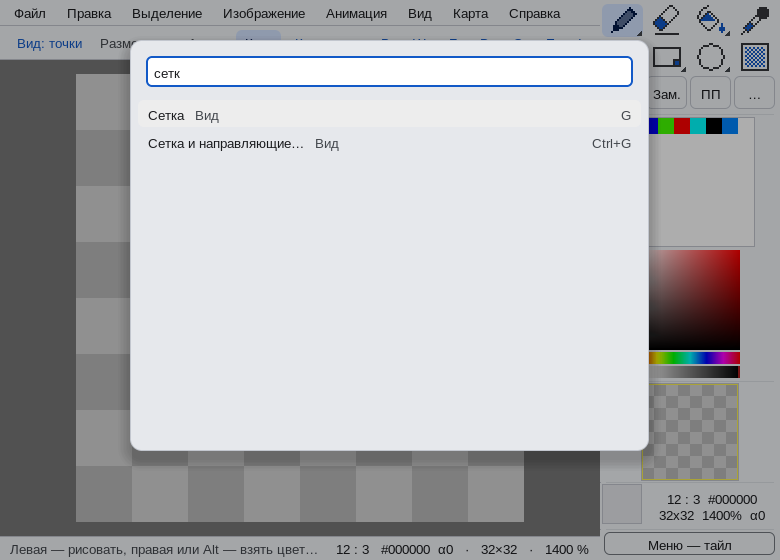 Файл Правка Выделение Изображение Анимация Вид Карта Справка
Вид: точки
сетк
Сетка Вид G
Сетка и направляющие… Вид Ctrl+G
Зам. ПП …
12 : 3 #000000
32x32 1400% α0
Меню — тайл
Левая — рисовать, правая или Alt — взять цвет… 12 : 3 #000000 α0 · 32×32 · 1400 %